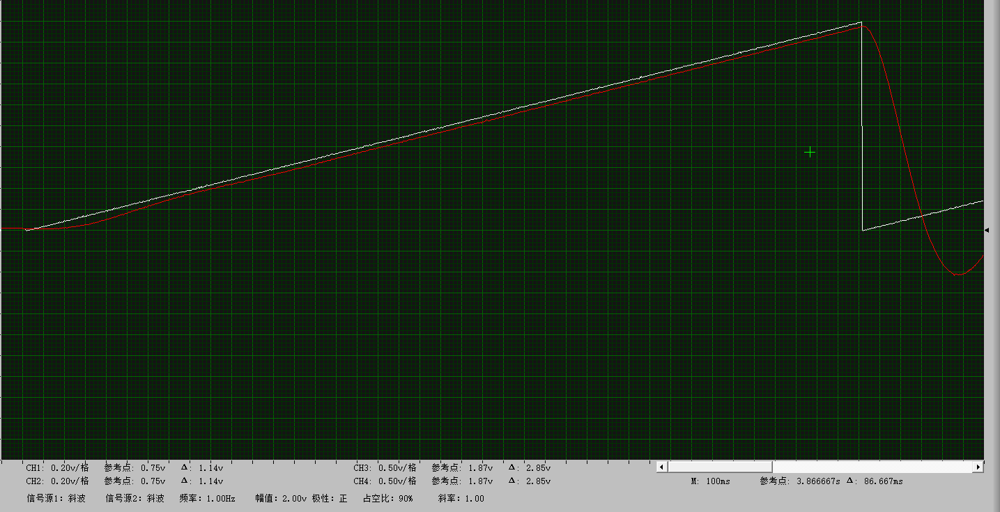 CH1: 0.20v/格 参考点: 0.75v Δ: 1.14v CH3: 0.50v/格 参考点: 1.87v Δ: 2.85v
CH2: 0.20v/格 参考点: 0.75v Δ: 1.14v CH4: 0.50v/格 参考点: 1.87v Δ: 2.85v M: 100ms 参考点: 3.866667s Δ: 86.667ms
信号源1: 斜波 信号源2: 斜波 频率: 1.00Hz 幅值: 2.00v 极性: 正 占空比: 90% 斜率: 1.00